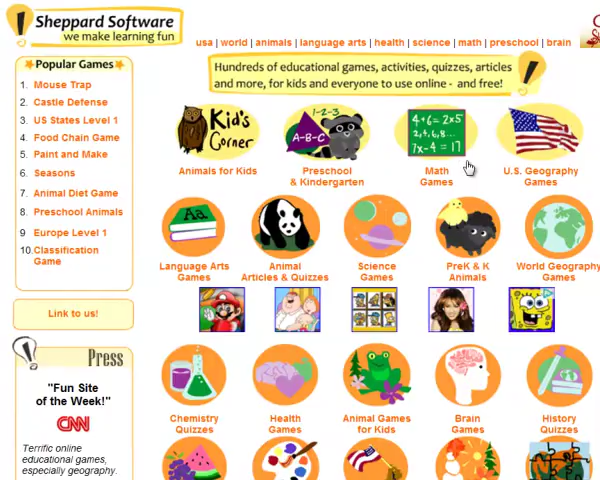 Sheppard Software
we make learning fun
usa | world | animals | language arts | health | science | math | preschool | brain
Popular Games
1. Mouse Trap
2. Castle Defense
3. US States Level 1
4. Food Chain Game
5. Paint and Make
6. Seasons
7. Animal Diet Game
8. Preschool Animals
9 Europe Level 1
10. Classification
Game
Link to us!
Press
"Fun Site
of the Week!"
CNN
Terrific online
educational games,
especially geography.
Hundreds of educational games, activities, quizzes, articles
and more, for kids and everyone to use online - and free!
Kid's
Corner
Animals for Kids
1-2-3
A-B-C
Preschool
& Kindergarten
4+6=2x5
2,4,6,8...
7x-4=17
Math
Games
U.S. Geography
Games
Aa
Language Arts
Games
Animal
Articles & Quizzes
Science
Games
PreK & K
Animals
World Geography
Games
Chemistry
Quizzes
Health
Games
Animal Games
for Kids
Brain
Games
History
Quizzes